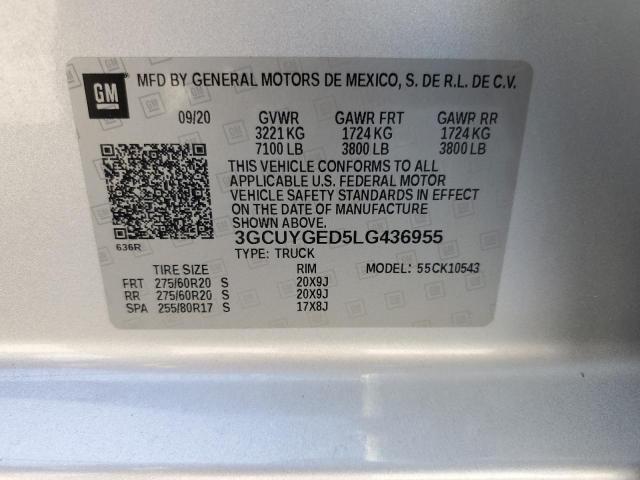 GM
MFD BY GENERAL MOTORS DE MEXICO, S. DE R.L. DE C.V.
09/20 GVWR GAWR FRT GAWR RR
3221 KG 1724 KG 1724 KG
7100 LB 3800 LB 3800 LB
THIS VEHICLE CONFORMS TO ALL
APPLICABLE U.S. FEDERAL MOTOR
VEHICLE SAFETY STANDARDS IN EFFECT
ON THE DATE OF MANUFACTURE SHOWN ABOVE.
3GCUYGED5LG436955
636R
TYPE: TRUCK MODEL: 55CK10543
TIRE SIZE RIM
FRT 275/60R20 S 20X9J
RR 275/60R20 S 20X9J
SPA 255/80R17 S 17X8J